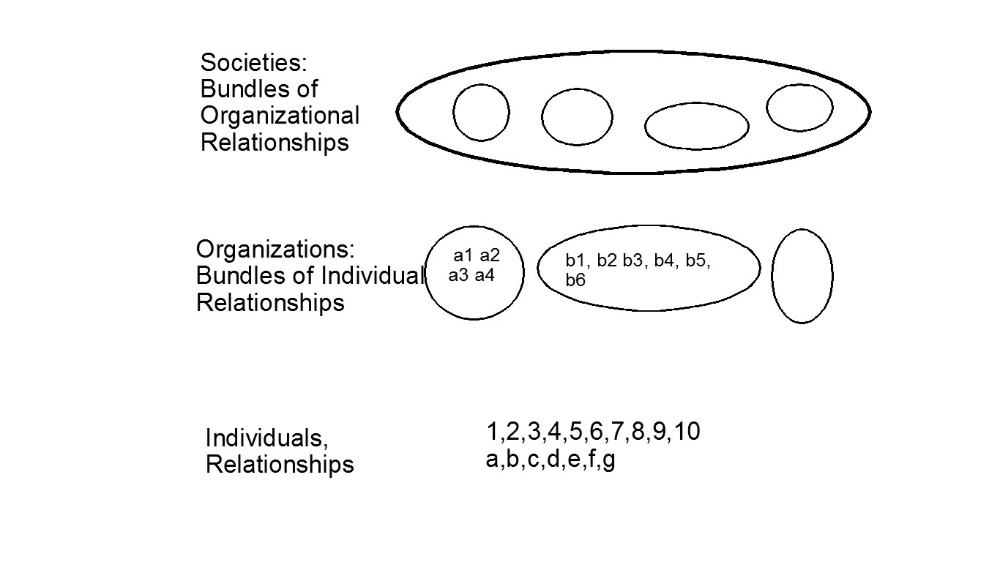 Societies:
Bundles of
Organizational
Relationships
Organizations:
Bundles of Individual
Relationships
a1 a2
a3 a4
b1, b2 b3, b4, b5,
b6
Individuals,
Relationships
1,2,3,4,5,6,7,8,9,10
a,b,c,d,e,f,g